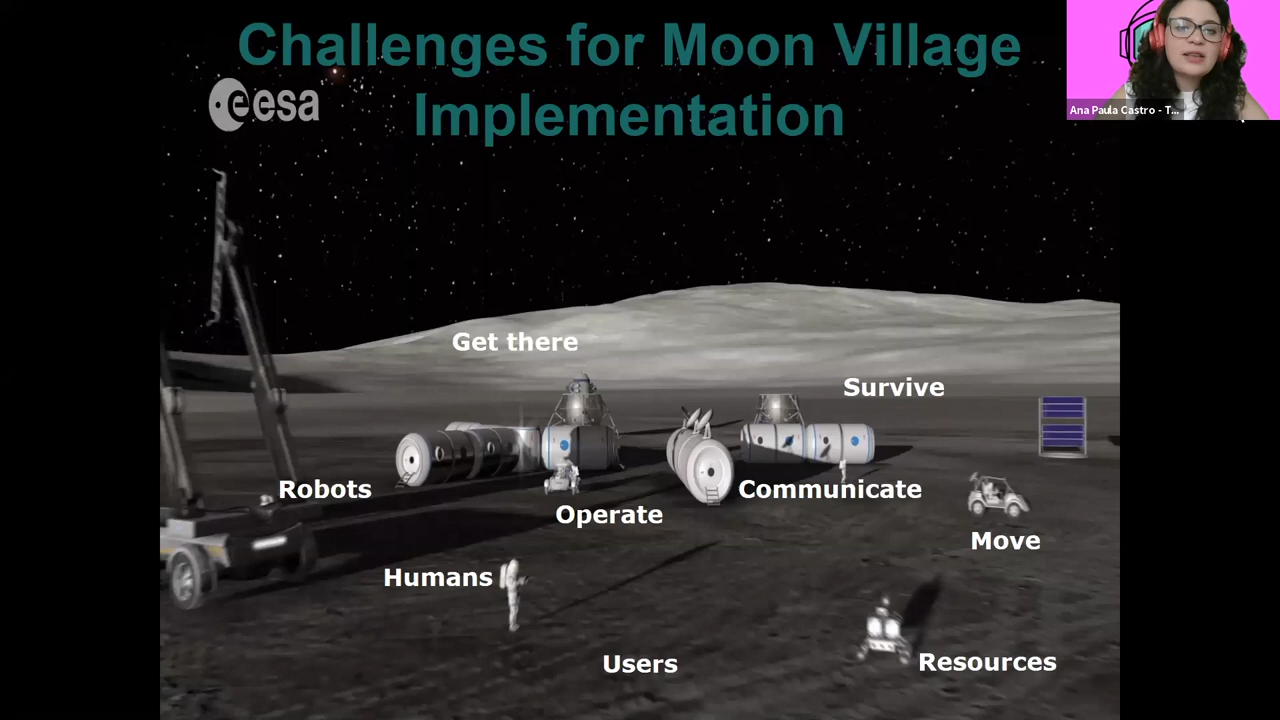 Challenges for Moon Village
Implementation
esa
Ana Paula Castro - T...
Get there
Survive
Robots
Communicate
Operate
Move
Humans
Users
Resources